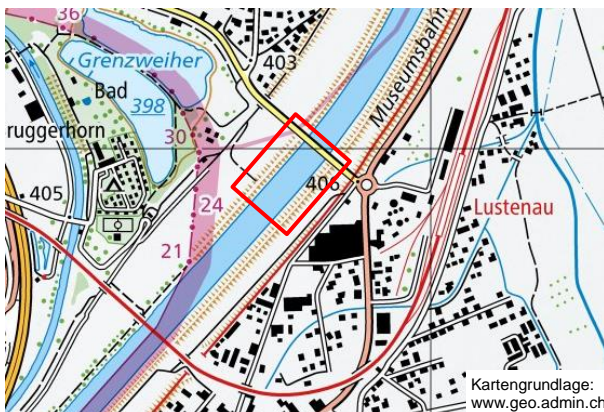 36
Grenzweiher
403
Bad
398
Museumsbahn
30
ruggerhorn
406
405
24
Lustenau
21
Kartengrundlage:
www.geo.admin.ch